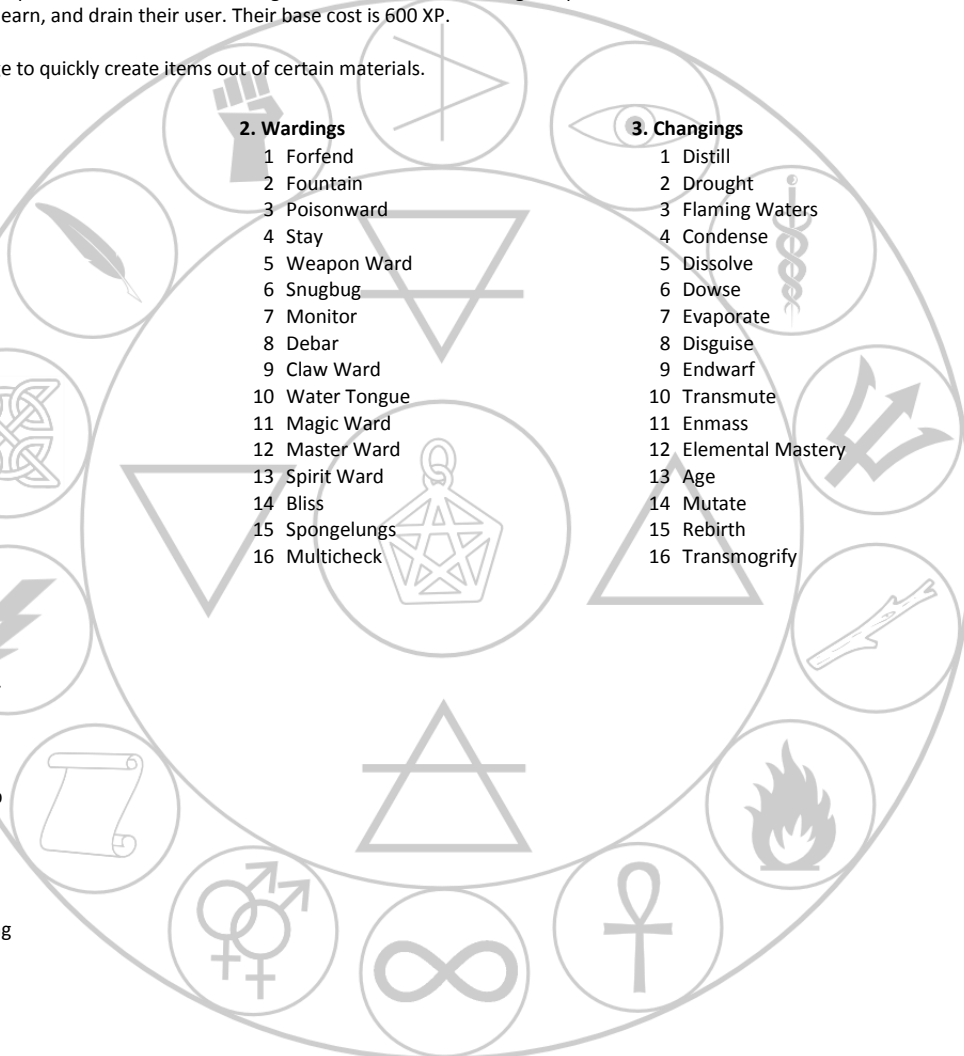 earn, and drain their user. Their base cost is 600 XP.
e to quickly create items out of certain materials.
2. Wardings
1 Forfend
2 Fountain
3 Poisonward
4 Stay
5 Weapon Ward
6 Snugbug
7 Monitor
8 Debar
9 Claw Ward
10 Water Tongue
11 Magic Ward
12 Master Ward
13 Spirit Ward
14 Bliss
15 Spongelungs
16 Multicheck
3. Changings
1 Distill
2 Drought
3 Flaming Waters
4 Condense
5 Dissolve
6 Dowse
7 Evaporate
8 Disguise
9 Endwarf
10 Transmute
11 Enmass
12 Elemental Mastery
13 Age
14 Mutate
15 Rebirth
16 Transmogrify
g